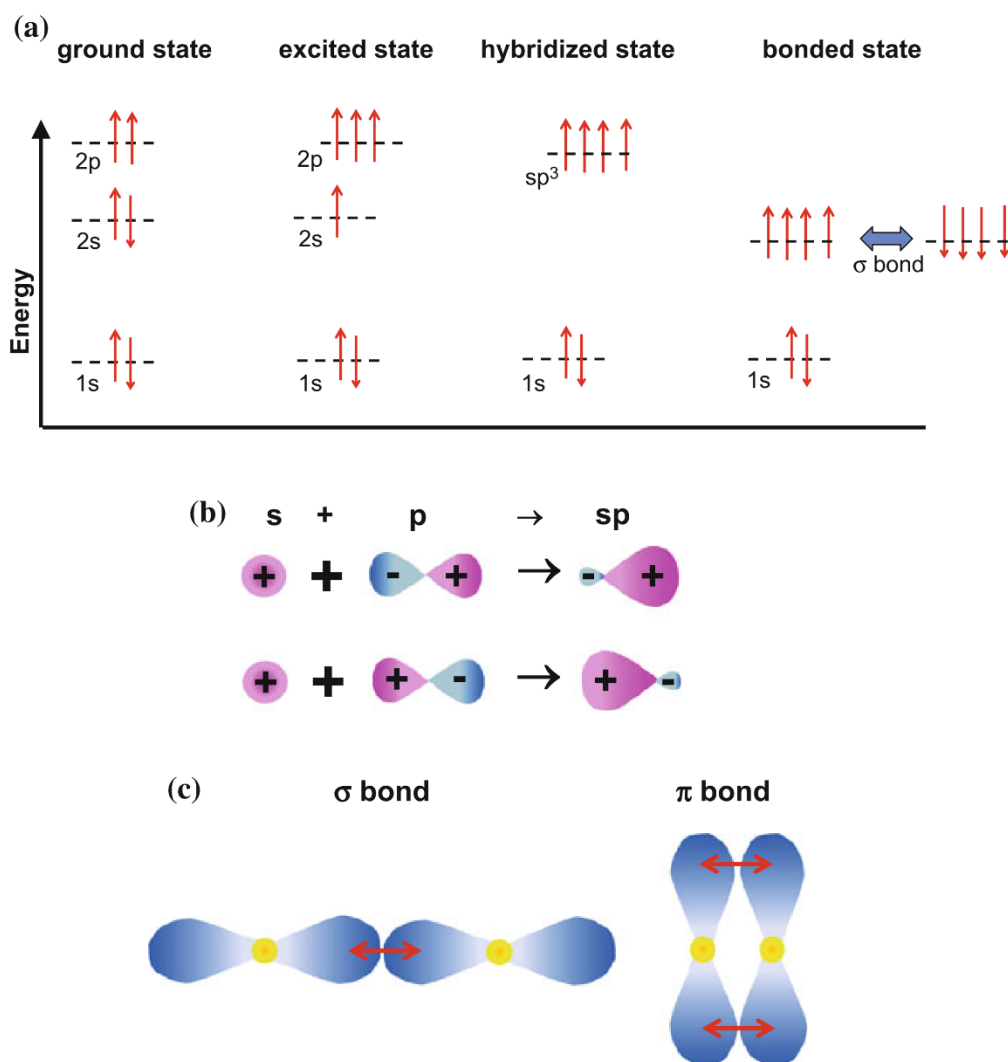 (a)
ground state excited state hybridized state bonded state
Energy
2p 2p sp³
2s 2s
σ bond
1s 1s 1s 1s
(b) s + p → sp
+ + - + → - +
+ + + - → + -
(c) σ bond π bond